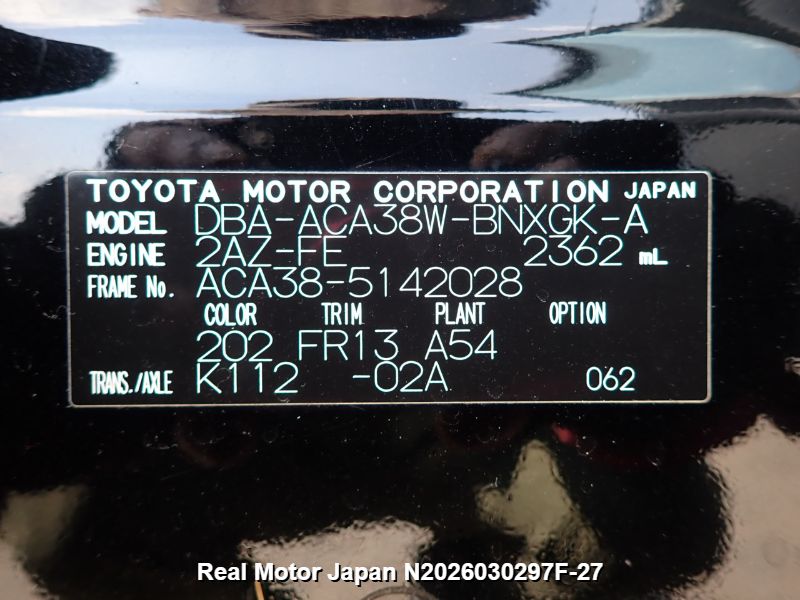 TOYOTA MOTOR CORPORATION JAPAN
MODEL DBA-ACA38W-BNXGK-A
ENGINE 2AZ-FE 2362 mL
FRAME No. ACA38-5142028
COLOR TRIM PLANT OPTION
202 FR13 A54
TRANS./AXLE K112 -02A 062
Real Motor Japan N2026030297F-27